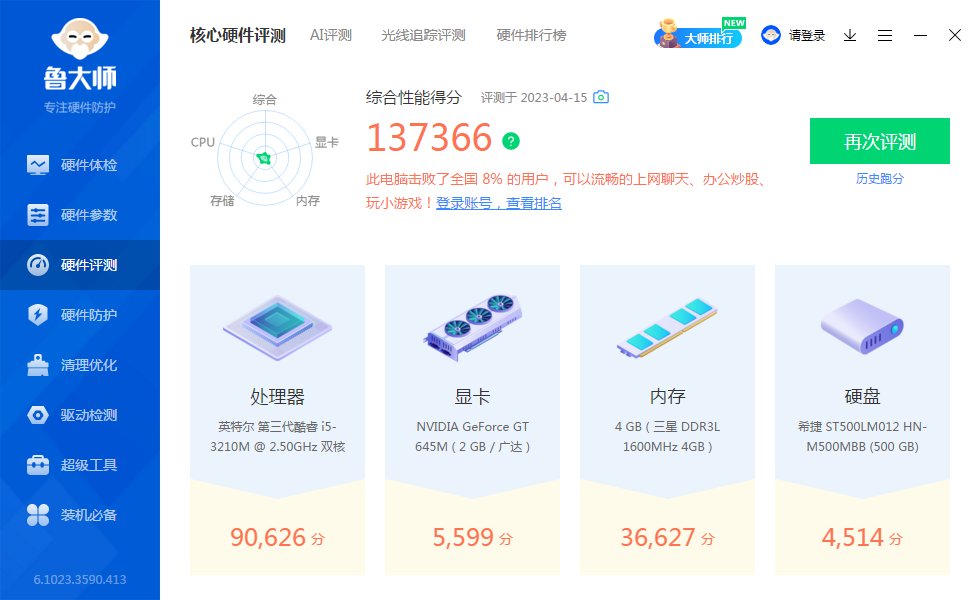 鲁大师
专注硬件防护
硬件体检
硬件参数
硬件评测
硬件防护
清理优化
驱动检测
超级工具
装机必备
6.1023.3590.413
核心硬件评测 AI评测 光线追踪评测 硬件排行榜
大师排行 NEW 请登录
综合
CPU 显卡
存储 内存
综合性能得分 评测于 2023-04-15
137366 ?
此电脑击败了全国 8% 的用户，可以流畅的上网聊天、办公炒股、
玩小游戏！登录账号，查看排名
再次评测
历史跑分
处理器
英特尔 第三代酷睿 i5-
3210M @ 2.50GHz 双核
90,626 分
显卡
NVIDIA GeForce GT
645M ( 2 GB / 广达 )
5,599 分
内存
4 GB ( 三星 DDR3L
1600MHz 4GB )
36,627 分
硬盘
希捷 ST500LM012 HN-
M500MBB (500 GB)
4,514 分